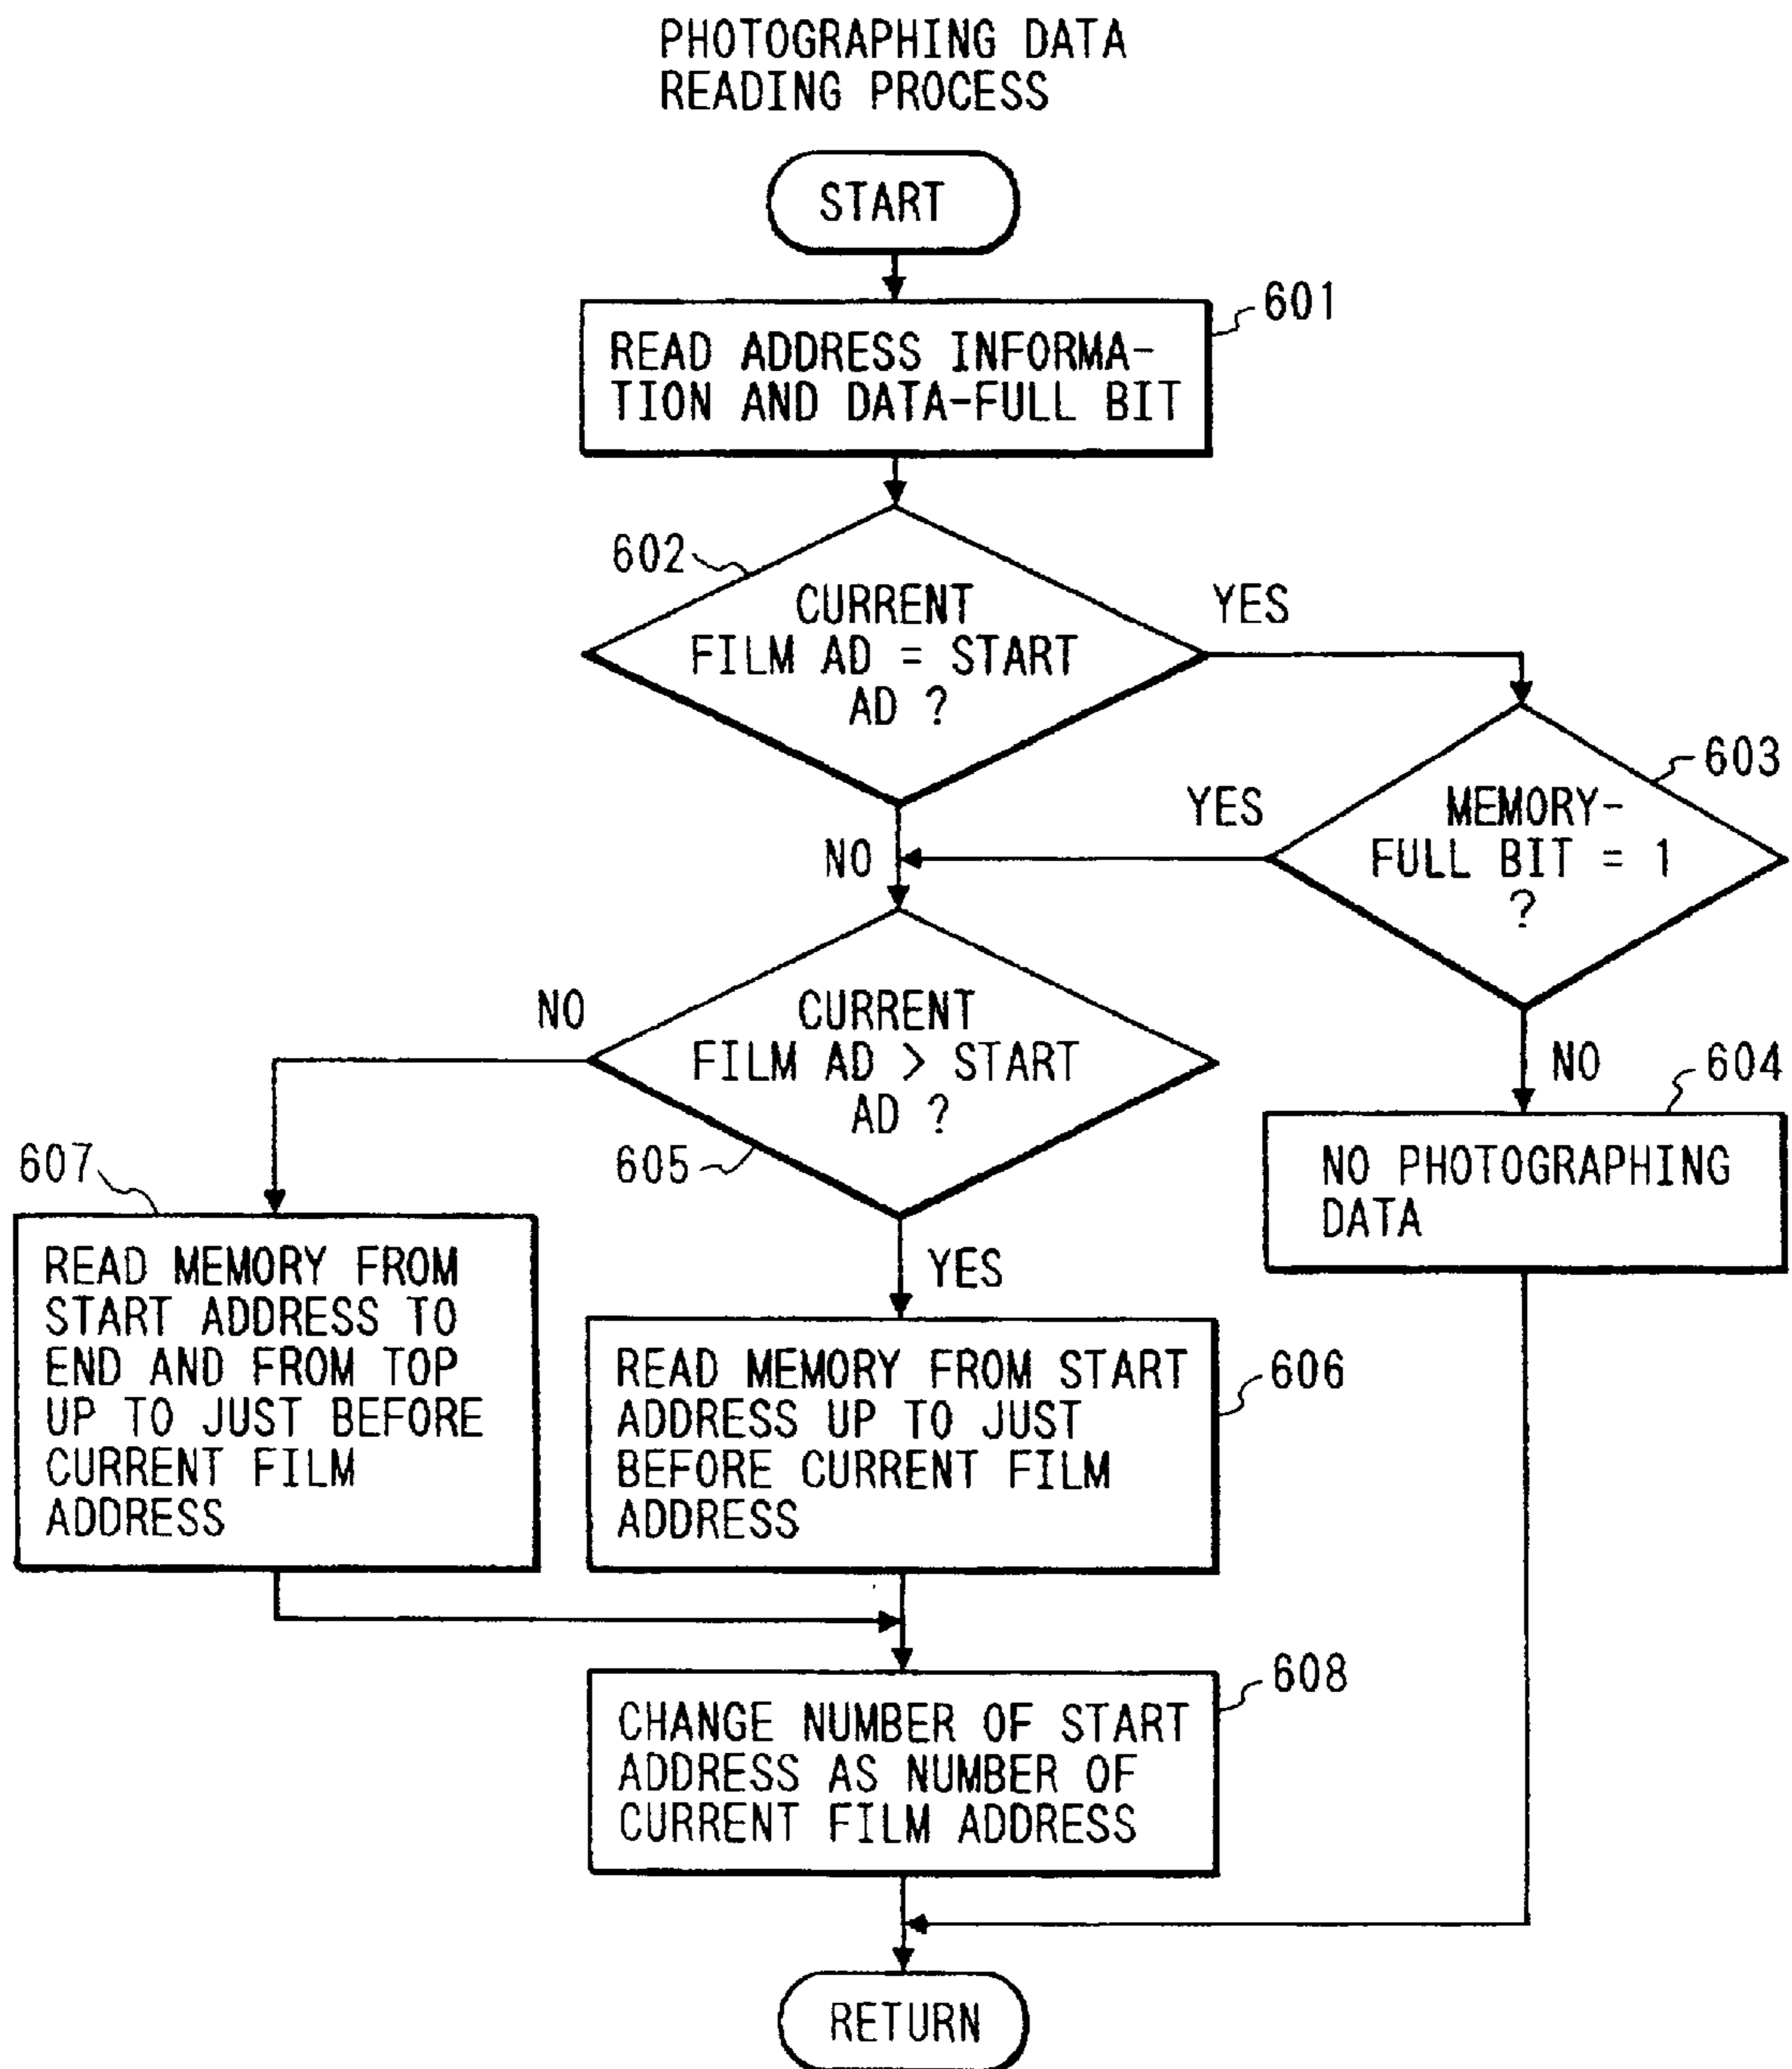 PHOTOGRAPHING DATA
READING PROCESS
START
601
READ ADDRESS INFORMA-
TION AND DATA-FULL BIT
602
CURRENT
FILM AD = START
AD ?
YES
603
MEMORY-
FULL BIT = 1
?
YES
NO
NO
CURRENT
FILM AD > START
AD ?
605
NO
604
NO PHOTOGRAPHING
DATA
607
READ MEMORY FROM
START ADDRESS TO
END AND FROM TOP
UP TO JUST BEFORE
CURRENT FILM
ADDRESS
YES
606
READ MEMORY FROM START
ADDRESS UP TO JUST
BEFORE CURRENT FILM
ADDRESS
608
CHANGE NUMBER OF START
ADDRESS AS NUMBER OF
CURRENT FILM ADDRESS
RETURN